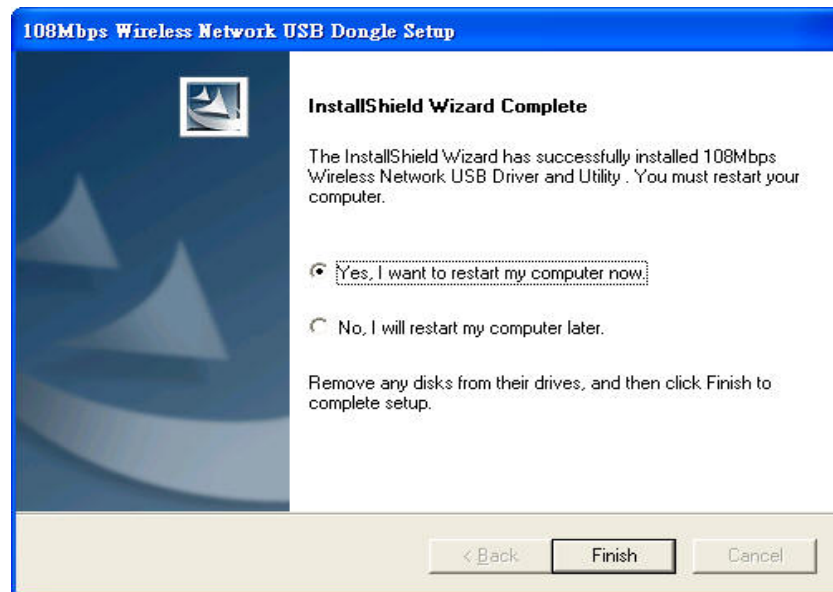 108Mbps Wireless Network USB Dongle Setup
InstallShield Wizard Complete
The InstallShield Wizard has successfully installed 108Mbps
Wireless Network USB Driver and Utility . You must restart your
computer.
Yes, I want to restart my computer now.
No, I will restart my computer later.
Remove any disks from their drives, and then click Finish to
complete setup.
< Back Finish Cancel